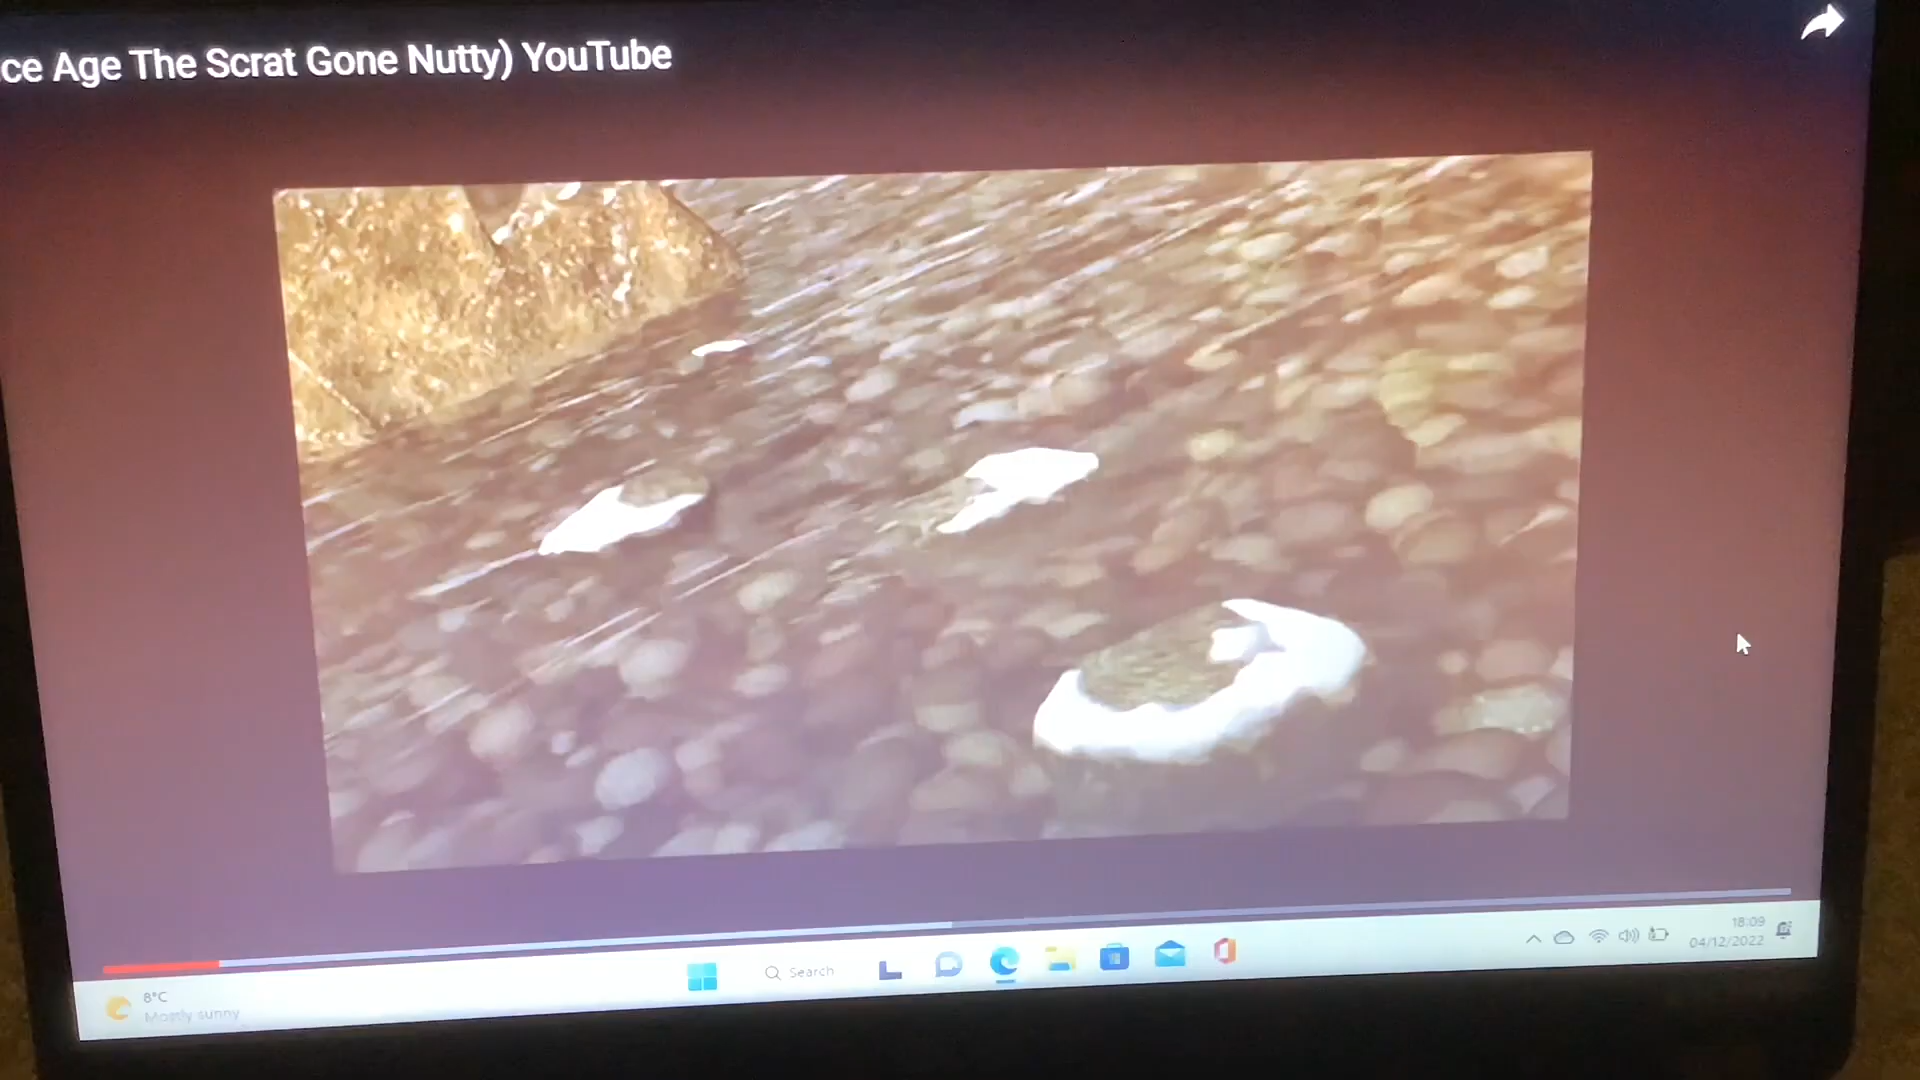 ce Age The Scrat Gone Nutty) YouTube
8°C
Mostly sunny
Search
18:09
04/12/2022